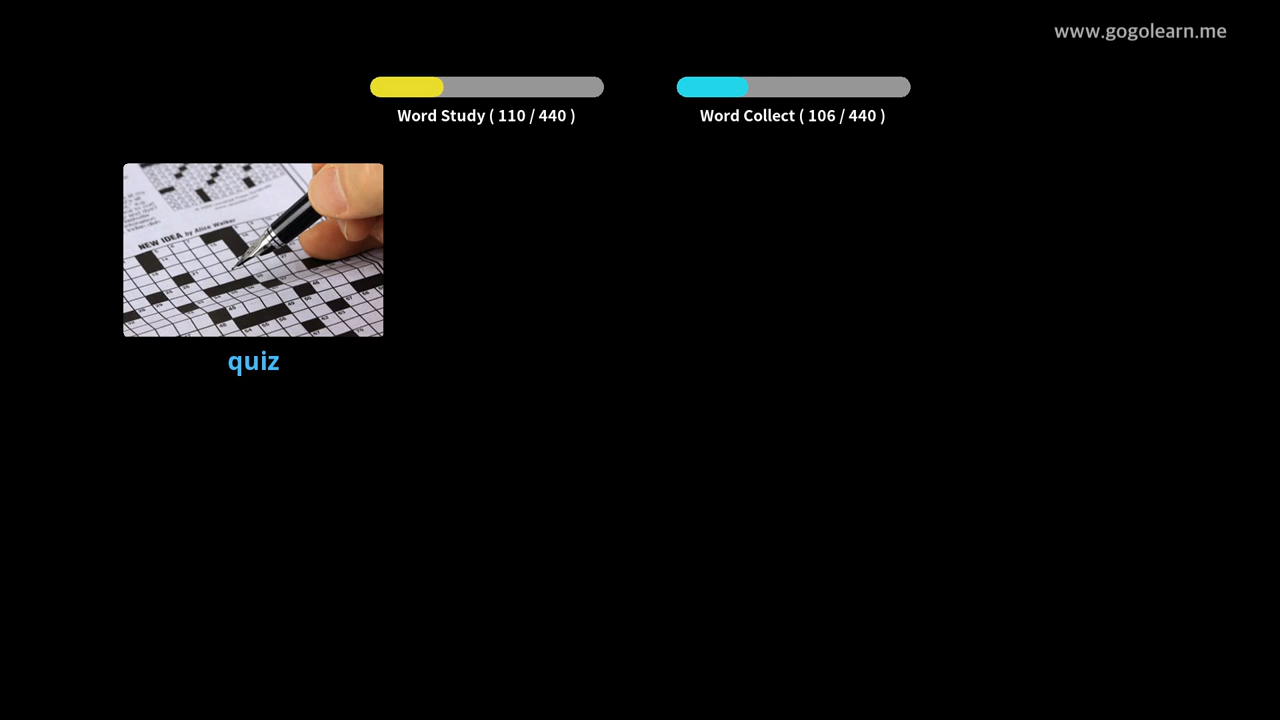 www.gogolearn.me
Word Study ( 110 / 440 )
Word Collect ( 106 / 440 )
NEW IDEA by Alice Walker
quiz